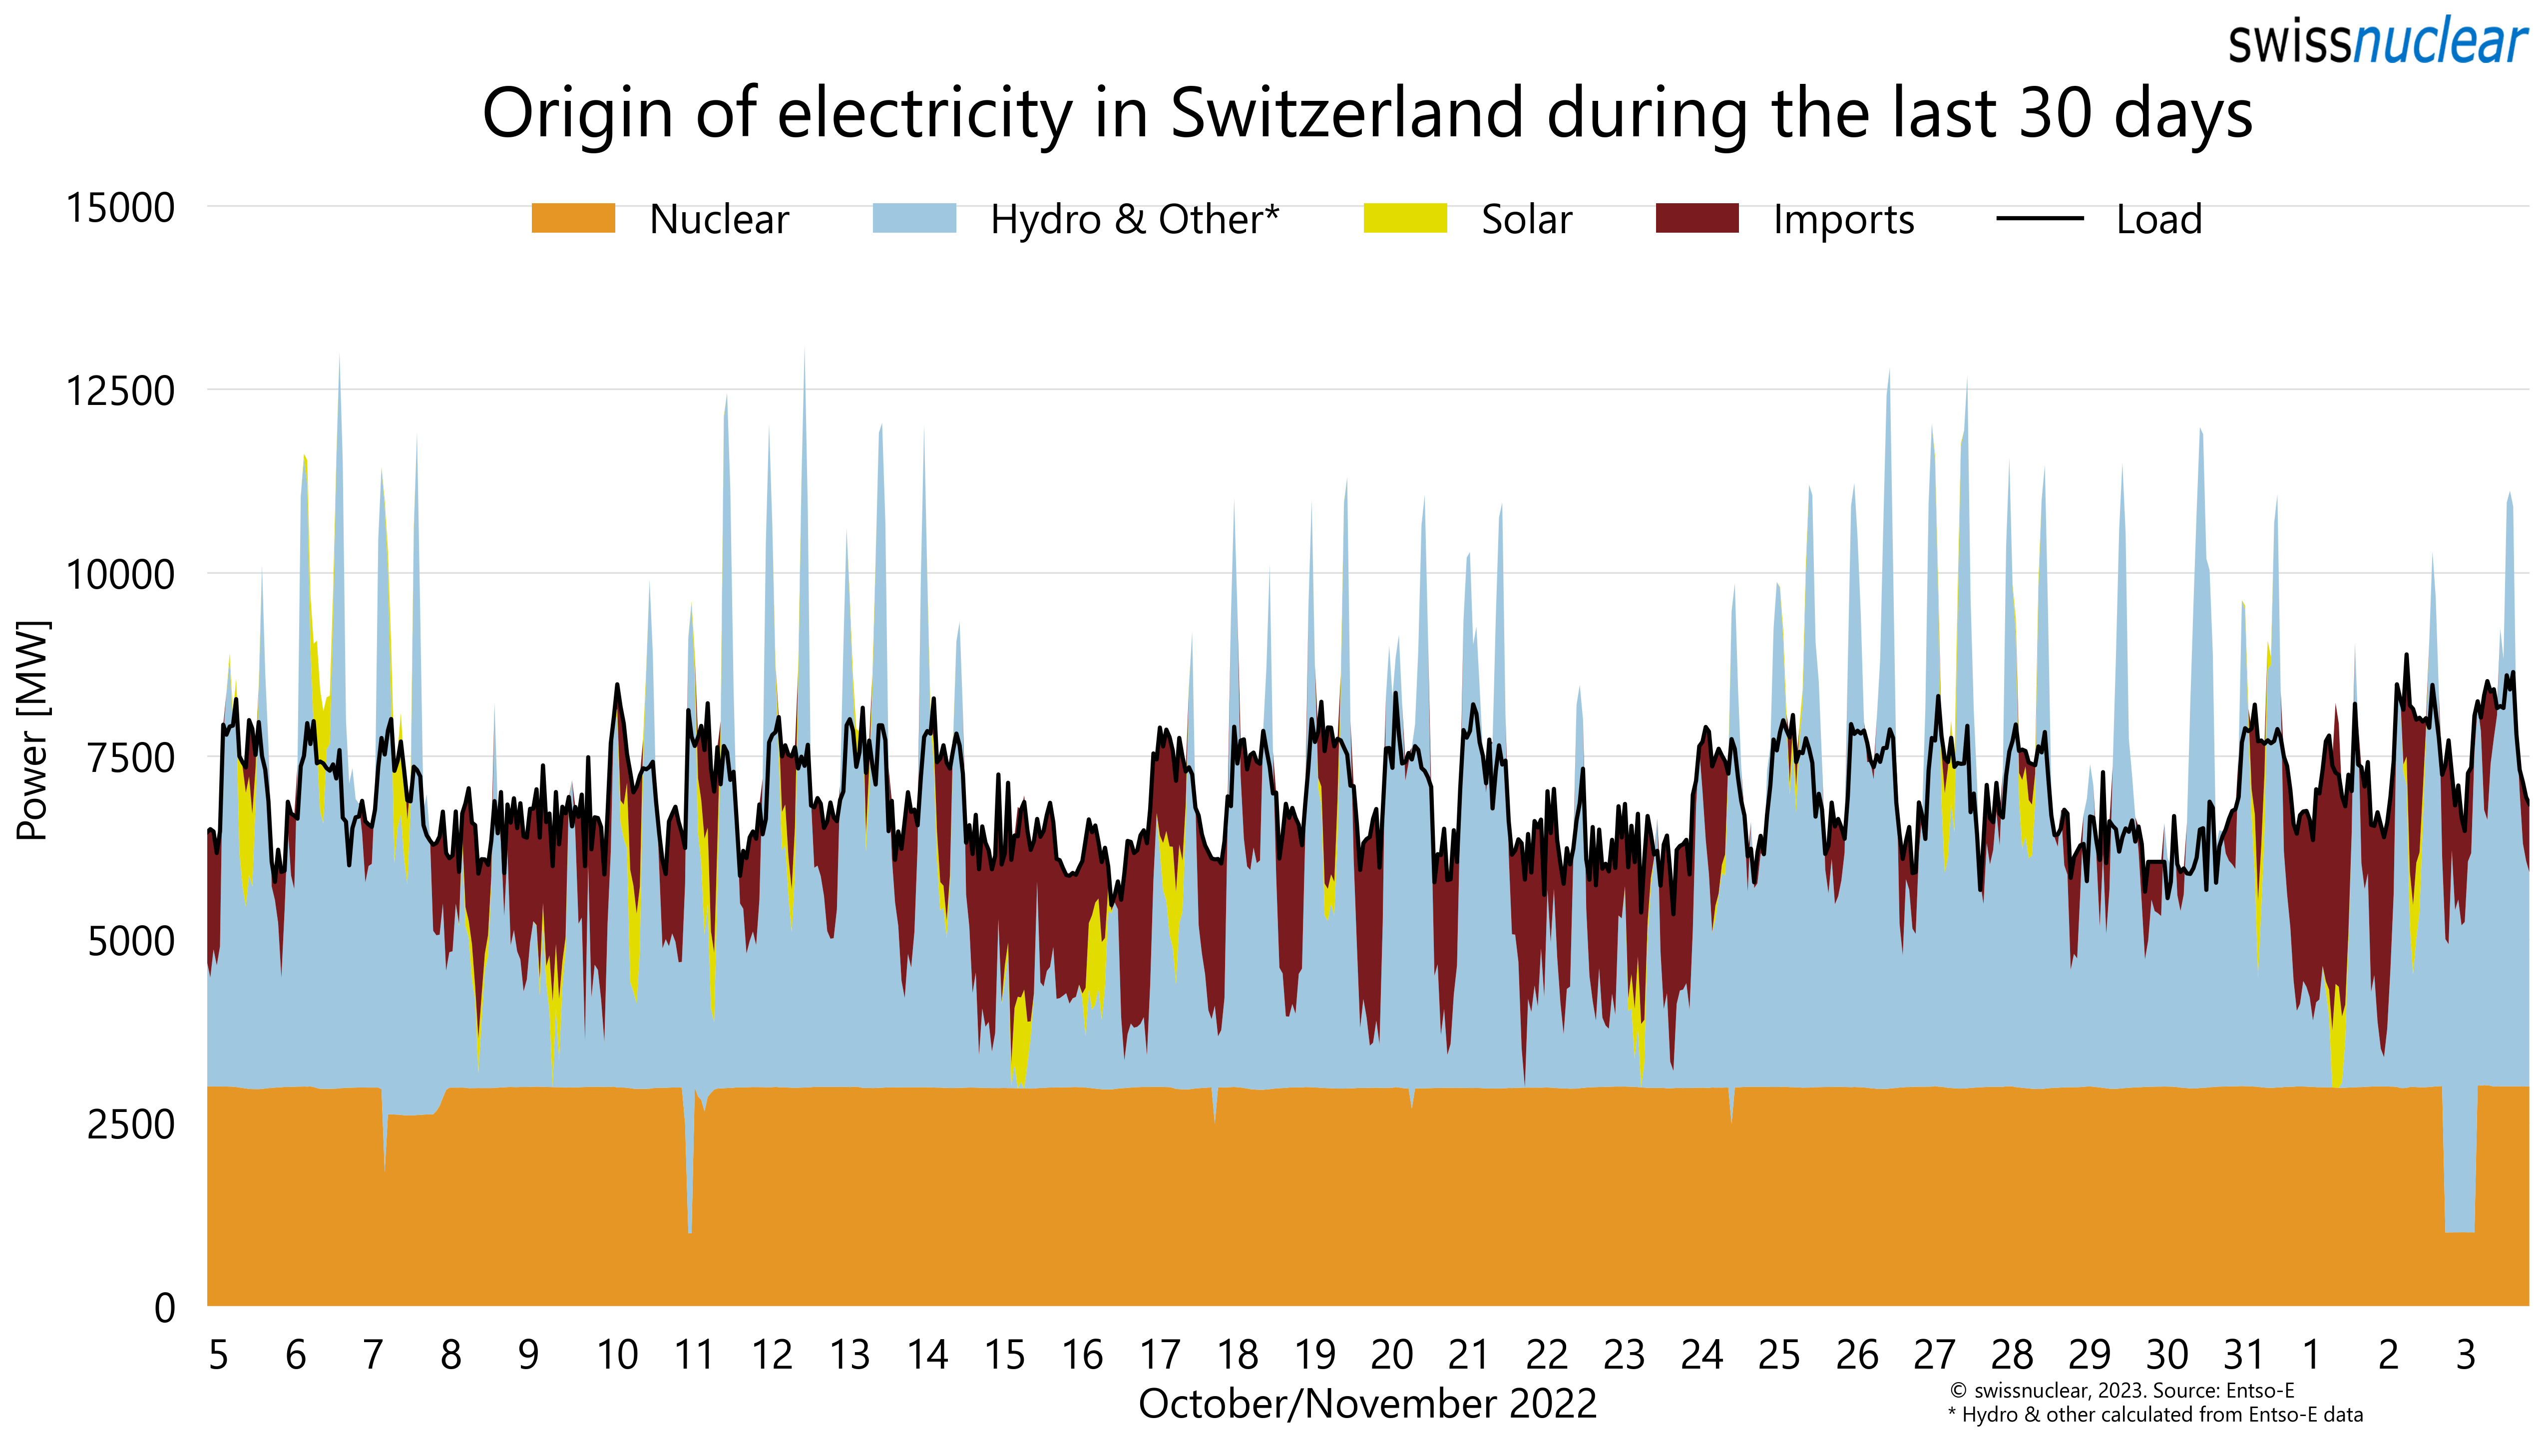 swissnuclear
Origin of electricity in Switzerland during the last 30 days
Nuclear Hydro & Other* Solar Imports Load
15000
12500
10000
7500
5000
2500
0
Power [MW]
5 6 7 8 9 10 11 12 13 14 15 16 17 18 19 20 21 22 23 24 25 26 27 28 29 30 31 1 2 3
October/November 2022
© swissnuclear, 2023. Source: Entso-E
* Hydro & other calculated from Entso-E data